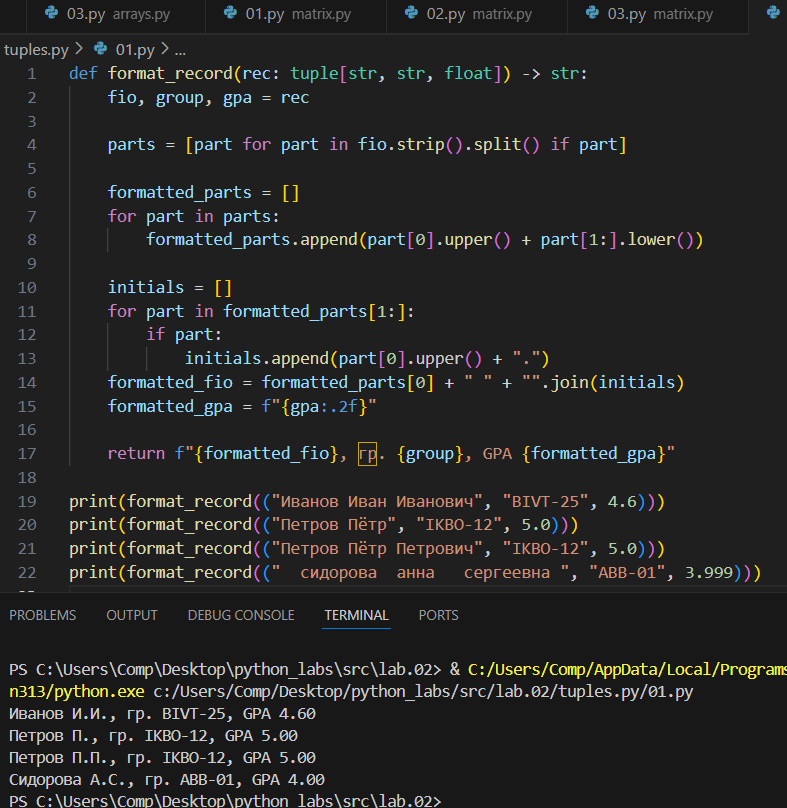 03.py arrays.py 01.py matrix.py 02.py matrix.py 03.py matrix.py
tuples.py > 01.py > ...
1 def format_record(rec: tuple[str, str, float]) -> str:
2     fio, group, gpa = rec
3
4     parts = [part for part in fio.strip().split() if part]
5
6     formatted_parts = []
7     for part in parts:
8         formatted_parts.append(part[0].upper() + part[1:].lower())
9
10     initials = []
11     for part in formatted_parts[1:]:
12         if part:
13             initials.append(part[0].upper() + ".")
14     formatted_fio = formatted_parts[0] + " " + "".join(initials)
15     formatted_gpa = f"{gpa:.2f}"
16
17     return f"{formatted_fio}, гр. {group}, GPA {formatted_gpa}"
18
19 print(format_record(("Иванов Иван Иванович", "BIVT-25", 4.6)))
20 print(format_record(("Петров Пётр", "IKBO-12", 5.0)))
21 print(format_record(("Петров Пётр Петрович", "IKBO-12", 5.0)))
22 print(format_record(("  сидорова  анна   сергеевна ", "ABB-01", 3.999)))
PROBLEMS OUTPUT DEBUG CONSOLE TERMINAL PORTS
PS C:\Users\Comp\Desktop\python_labs\src\lab.02> & C:/Users/Comp/AppData/Local/Programs
n313/python.exe c:/Users/Comp/Desktop/python_labs/src/lab.02/tuples.py/01.py
Иванов И.И., гр. BIVT-25, GPA 4.60
Петров П., гр. IKBO-12, GPA 5.00
Петров П.П., гр. IKBO-12, GPA 5.00
Сидорова А.С., гр. ABB-01, GPA 4.00
PS C:\Users\Comp\Desktop\python_labs\src\lab.02>